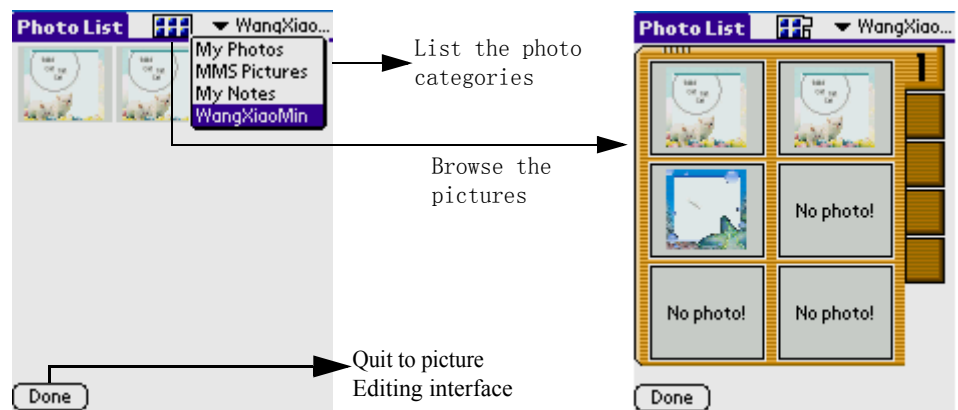 Photo List
WangXiao...
My Photos
MMS Pictures
My Notes
WangXiaoMin
Done
List the photo
categories
Browse the
pictures
Quit to picture
Editing interface
Photo List
WangXiao...
1
No photo!
No photo!
No photo!
Done